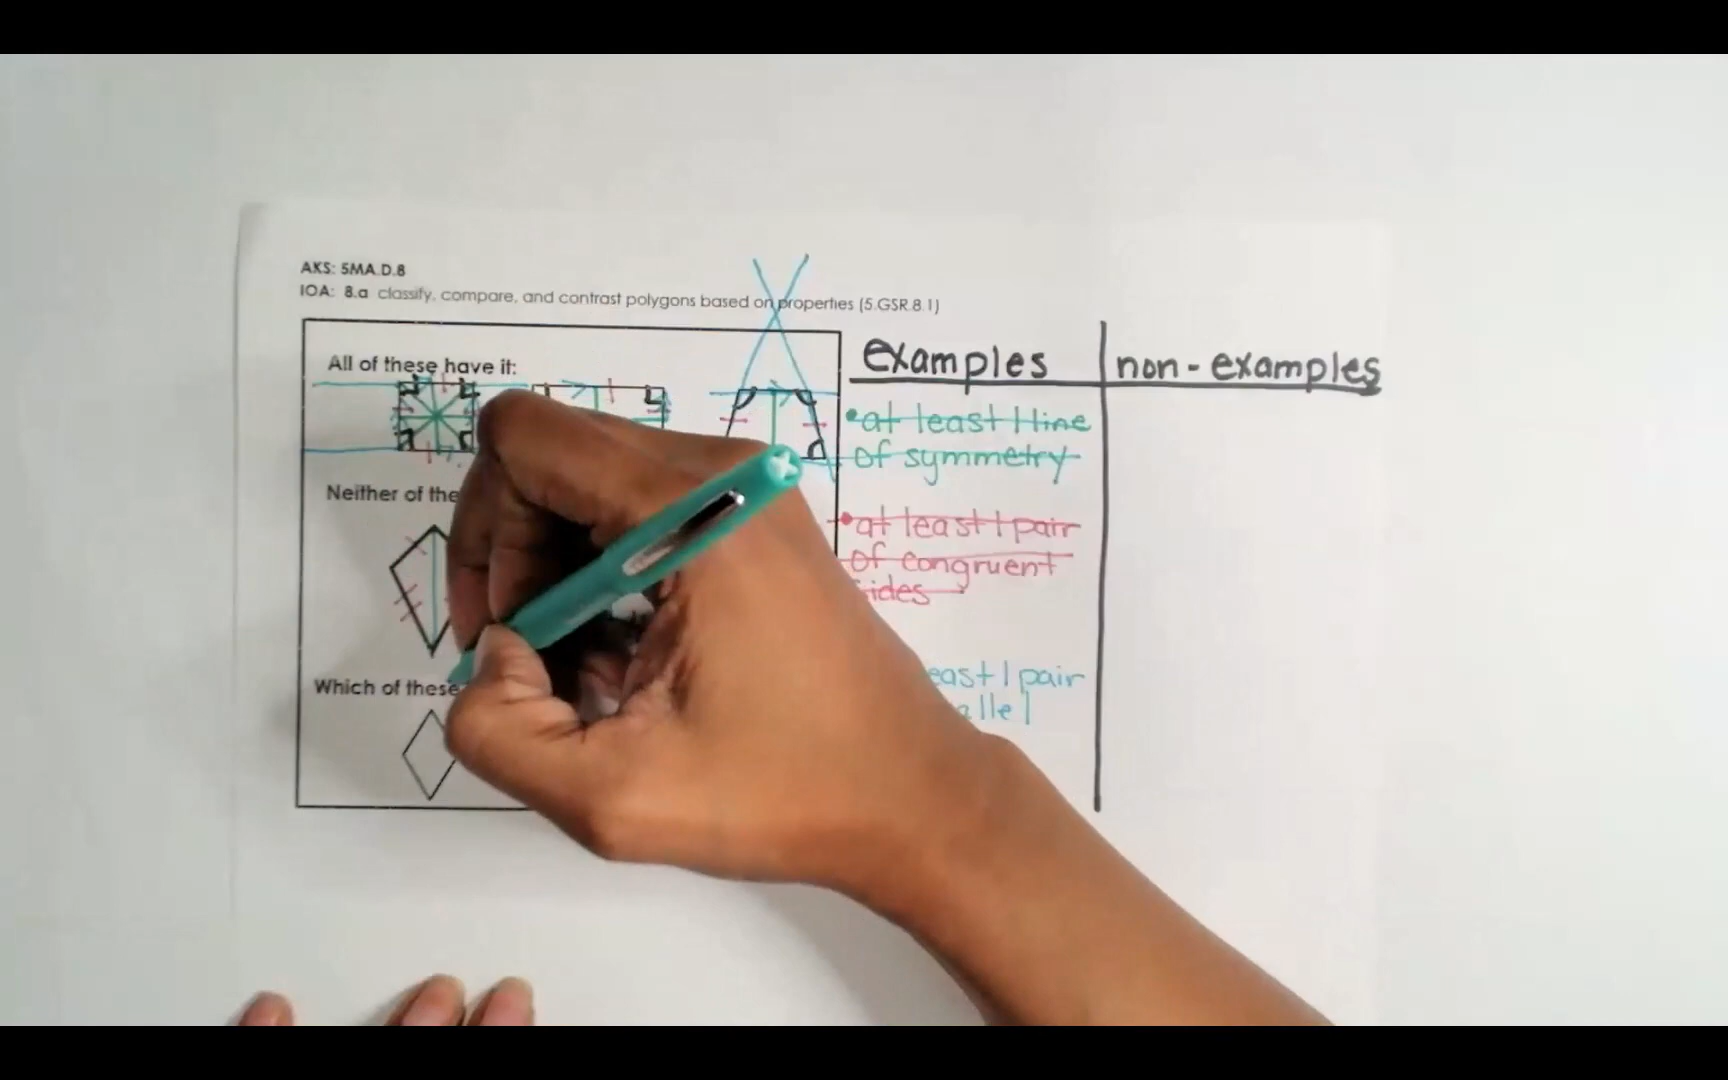 AKS: 5MA.D.8
IOA: 8.a classify, compare, and contrast polygons based on properties (5.GSR.8.1)
All of these have it:
Neither of the
Which of these
examples
non-examples
•at least 1 line
of symmetry
•at least 1 pair
of congruent
sides
east 1 pair
allel